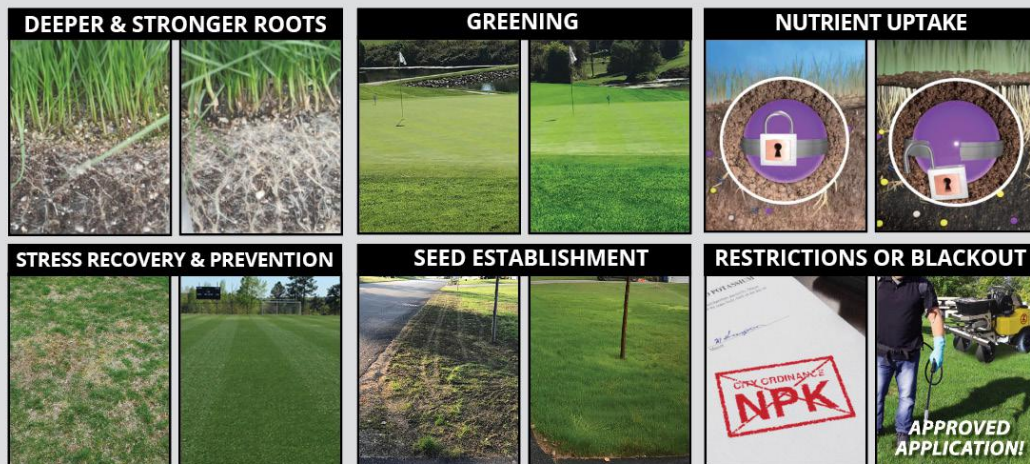 DEEPER & STRONGER ROOTS
GREENING
NUTRIENT UPTAKE
STRESS RECOVERY & PREVENTION
SEED ESTABLISHMENT
RESTRICTIONS OR BLACKOUT
POTASSIUM
CITY ORDINANCE
NPK
APPROVED
APPLICATION!